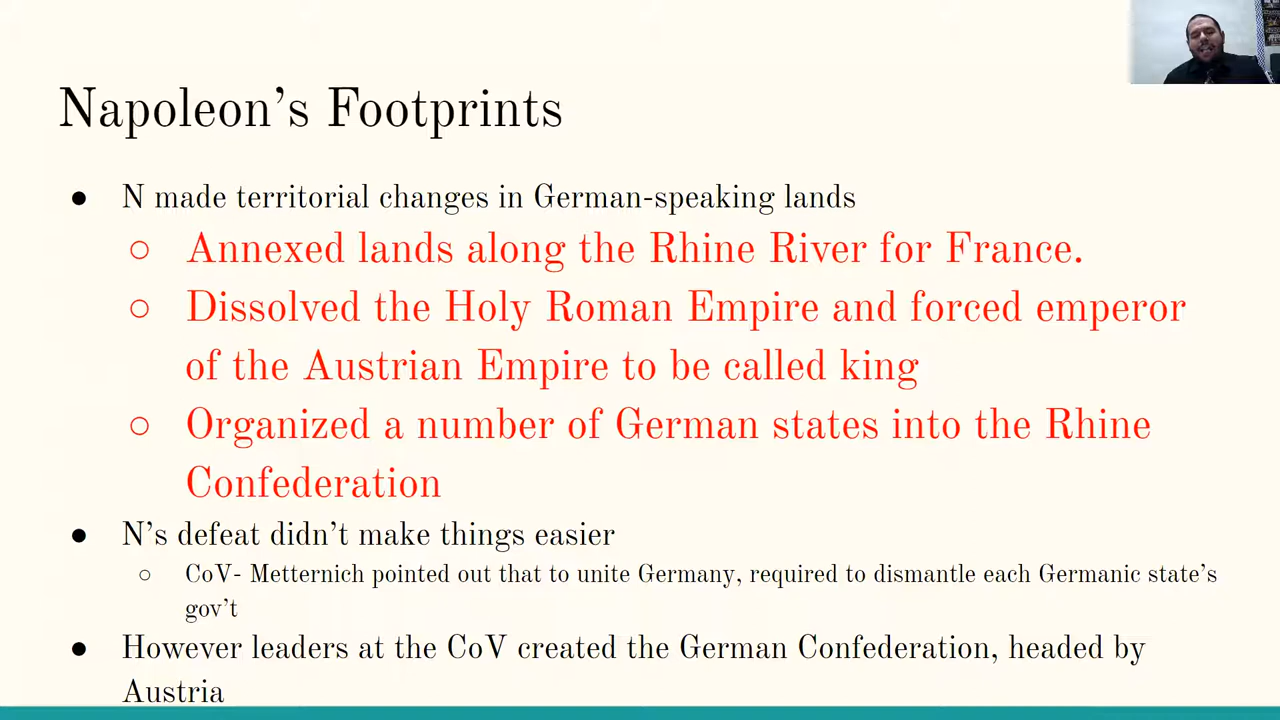 Napoleon's Footprints
● N made territorial changes in German-speaking lands
○ Annexed lands along the Rhine River for France.
○ Dissolved the Holy Roman Empire and forced emperor
of the Austrian Empire to be called king
○ Organized a number of German states into the Rhine
Confederation
● N's defeat didn't make things easier
○ CoV- Metternich pointed out that to unite Germany, required to dismantle each Germanic state's
gov't
● However leaders at the CoV created the German Confederation, headed by
Austria